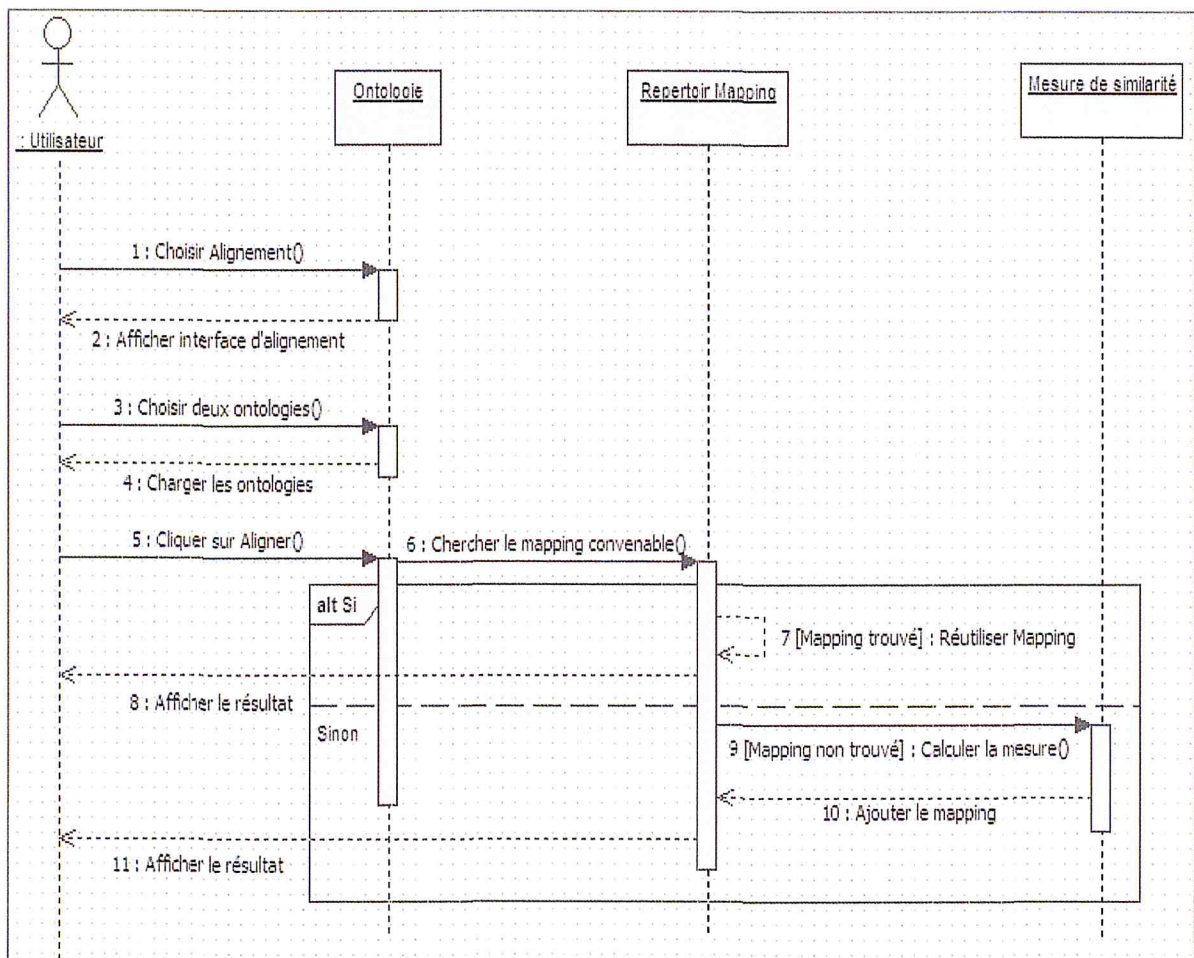 : Utilisateur
Ontologie
Repertoir Mapping
Mesure de similarité
1 : Choisir Alignement()
2 : Afficher interface d'alignement
3 : Choisir deux ontologies()
4 : Charger les ontologies
5 : Cliquer sur Aligner()
6 : Chercher le mapping convenable()
alt Si
7 [Mapping trouvé] : Réutiliser Mapping
8 : Afficher le résultat
Sinon
9 [Mapping non trouvé] : Calculer la mesure()
10 : Ajouter le mapping
11 : Afficher le résultat